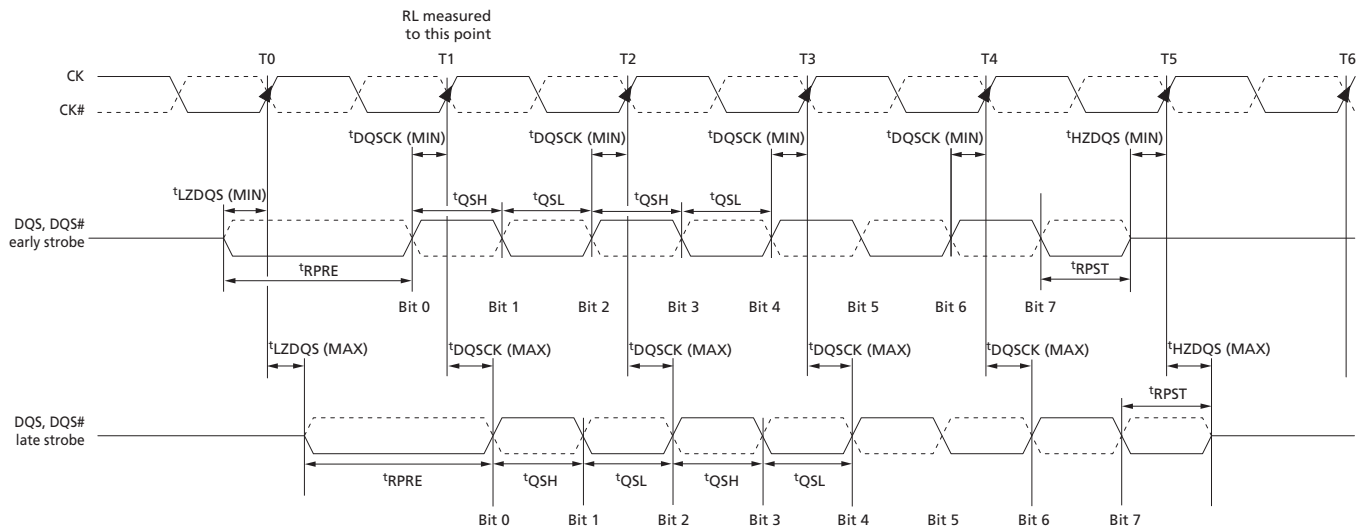 RL measured
to this point
T0 T1 T2 T3 T4 T5 T6
CK
CK#
tDQSCK (MIN) tDQSCK (MIN) tDQSCK (MIN) tDQSCK (MIN) tHZDQS (MIN)
tLZDQS (MIN)
tQSH tQSL tQSH tQSL
DQS, DQS#
early strobe
tRPRE tRPST
Bit 0 Bit 1 Bit 2 Bit 3 Bit 4 Bit 5 Bit 6 Bit 7
tLZDQS (MAX) tDQSCK (MAX) tDQSCK (MAX) tDQSCK (MAX) tDQSCK (MAX) tHZDQS (MAX)
tRPST
DQS, DQS#
late strobe
tRPRE tQSH tQSL tQSH tQSL
Bit 0 Bit 1 Bit 2 Bit 3 Bit 4 Bit 5 Bit 6 Bit 7